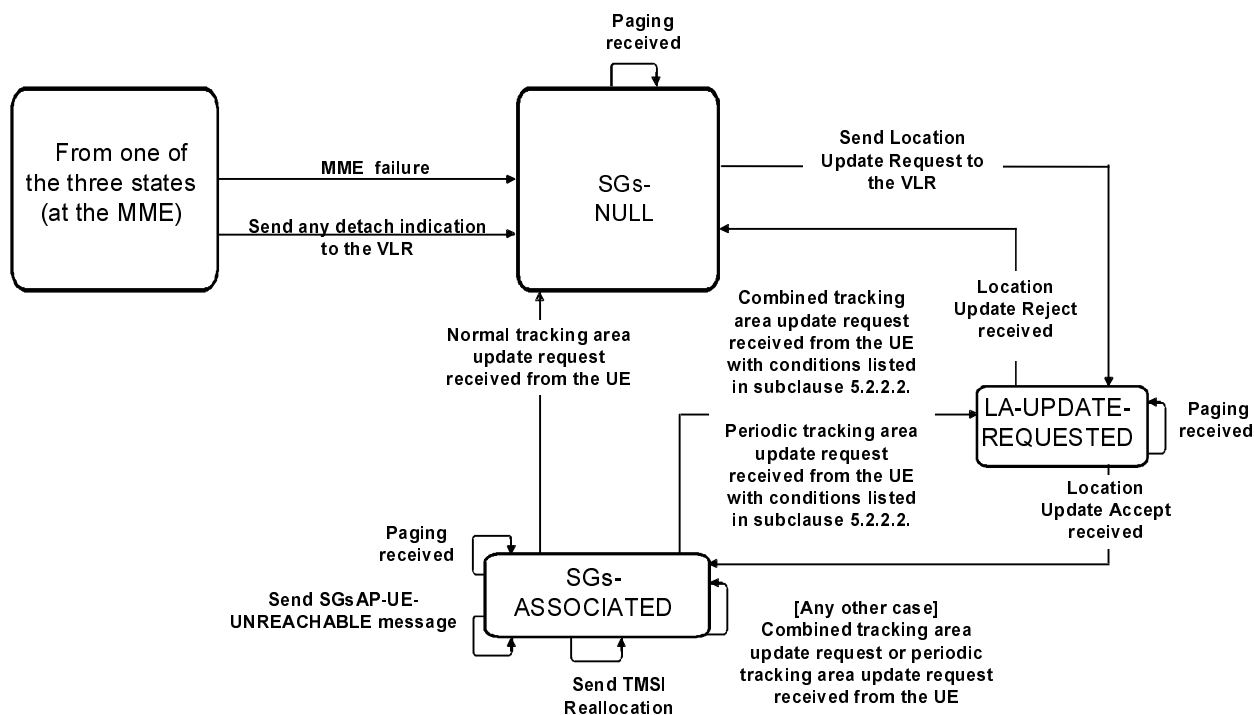 Paging
received
From one of
the three states
(at the MME)
MME failure
Send any detach indication
to the VLR
SGs-
NULL
Send Location
Update Request to
the VLR
Location
Update Reject
received
Combined tracking
area update request
received from the UE
with conditions listed
in subclause 5.2.2.2.
Normal tracking area
update request
received from the UE
LA-UPDATE-
REQUESTED
Paging
received
Periodic tracking area
update request
received from the UE
with conditions listed
in subclause 5.2.2.2.
Location
Update Accept
received
Paging
received
SGs-
ASSOCIATED
Send SGsAP-UE-
UNREACHABLE message
[Any other case]
Combined tracking area
update request or periodic
tracking area update request
received from the UE
Send TMSI
Reallocation